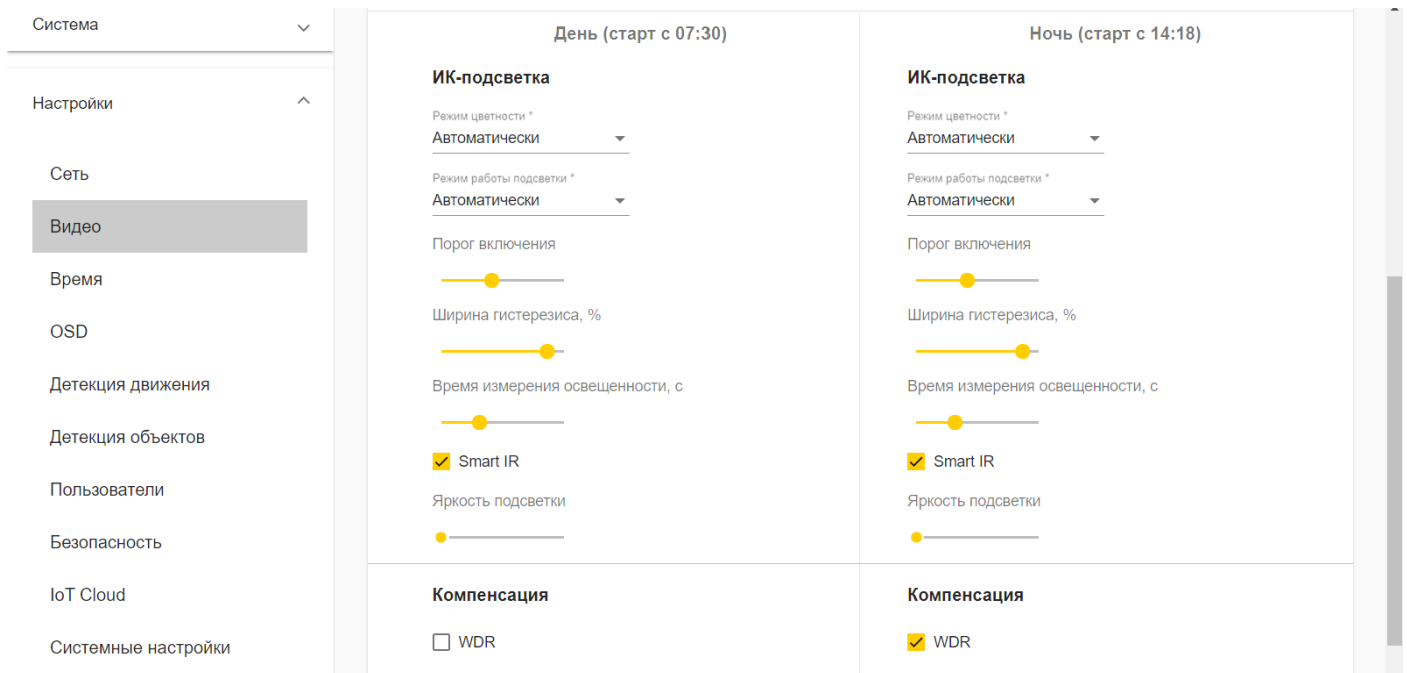 Система
Настройки
Сеть
Видео
Время
OSD
Детекция движения
Детекция объектов
Пользователи
Безопасность
IoT Cloud
Системные настройки
День (старт с 07:30)
ИК-подсветка
Режим цветности *
Автоматически
Режим работы подсветки *
Автоматически
Порог включения
Ширина гистерезиса, %
Время измерения освещенности, с
Smart IR
Яркость подсветки
Компенсация
WDR
Ночь (старт с 14:18)
ИК-подсветка
Режим цветности *
Автоматически
Режим работы подсветки *
Автоматически
Порог включения
Ширина гистерезиса, %
Время измерения освещенности, с
Smart IR
Яркость подсветки
Компенсация
WDR